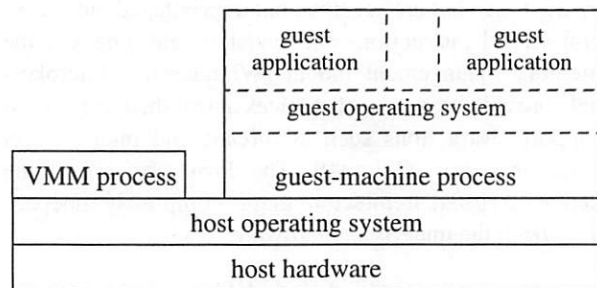 guest guest
application application
guest operating system
VMM process guest-machine process
host operating system
host hardware